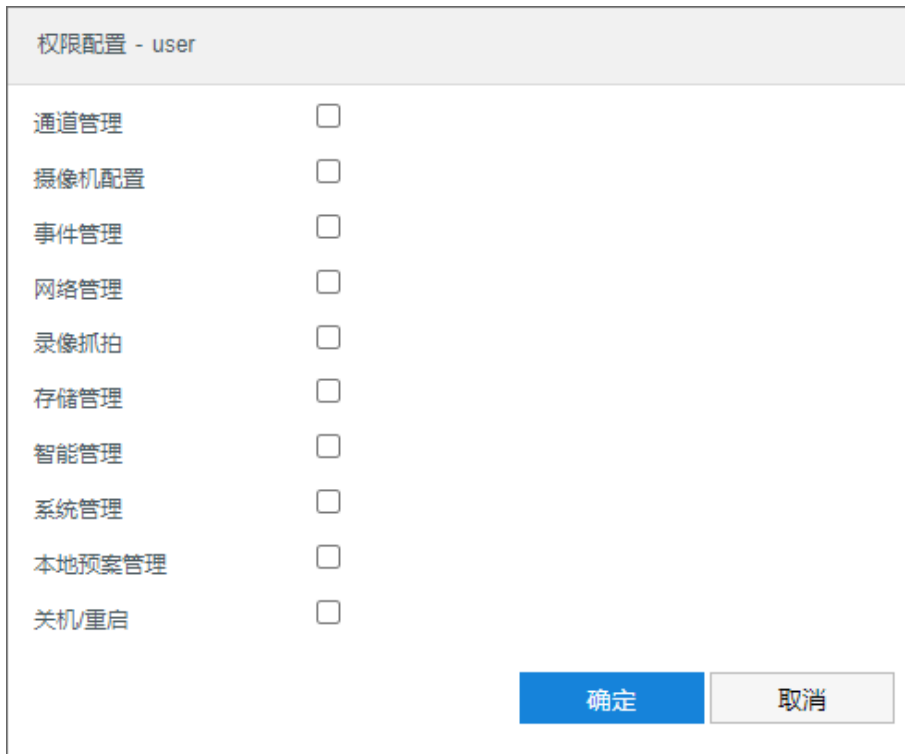 权限配置 - user
通道管理
摄像机配置
事件管理
网络管理
录像抓拍
存储管理
智能管理
系统管理
本地预案管理
关机/重启
确定
取消